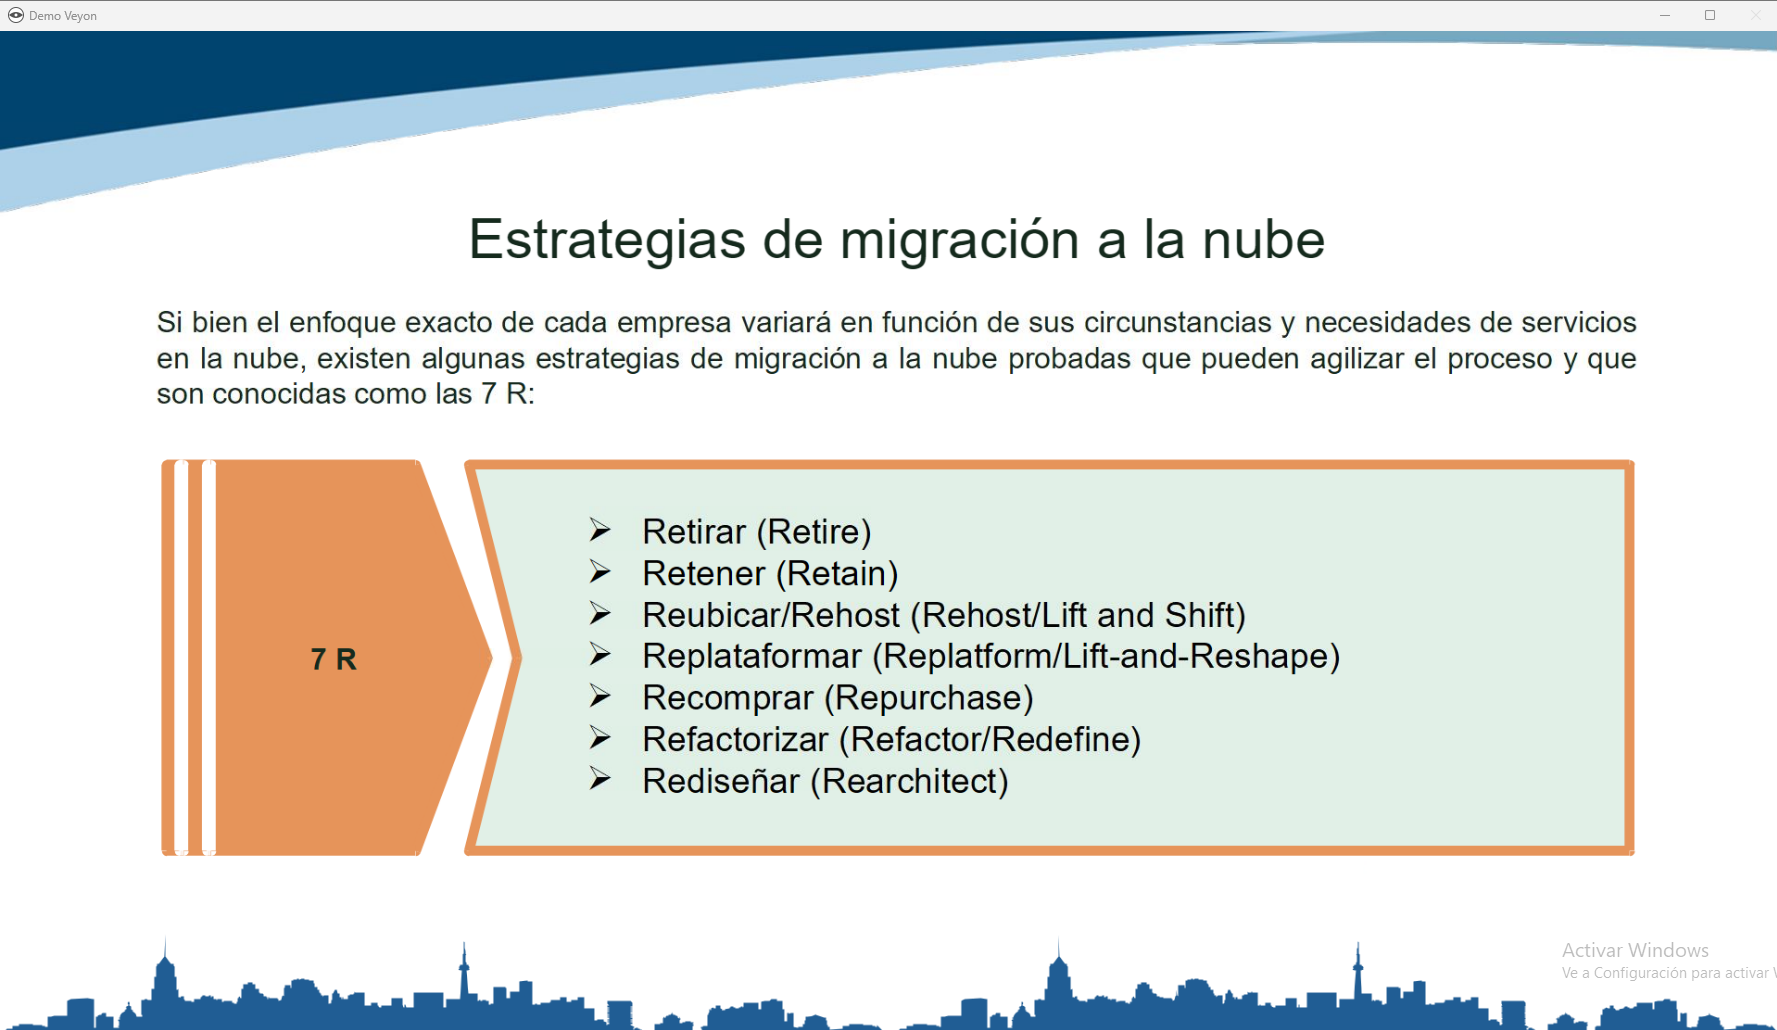 Demo Veyon
Estrategias de migración a la nube
Si bien el enfoque exacto de cada empresa variará en función de sus circunstancias y necesidades de servicios
en la nube, existen algunas estrategias de migración a la nube probadas que pueden agilizar el proceso y que
son conocidas como las 7 R:
7 R
➤ Retirar (Retire)
➤ Retener (Retain)
➤ Reubicar/Rehost (Rehost/Lift and Shift)
➤ Replataformar (Replatform/Lift-and-Reshape)
➤ Recomprar (Repurchase)
➤ Refactorizar (Refactor/Redefine)
➤ Rediseñar (Rearchitect)
Activar Windows
Ve a Configuración para activar